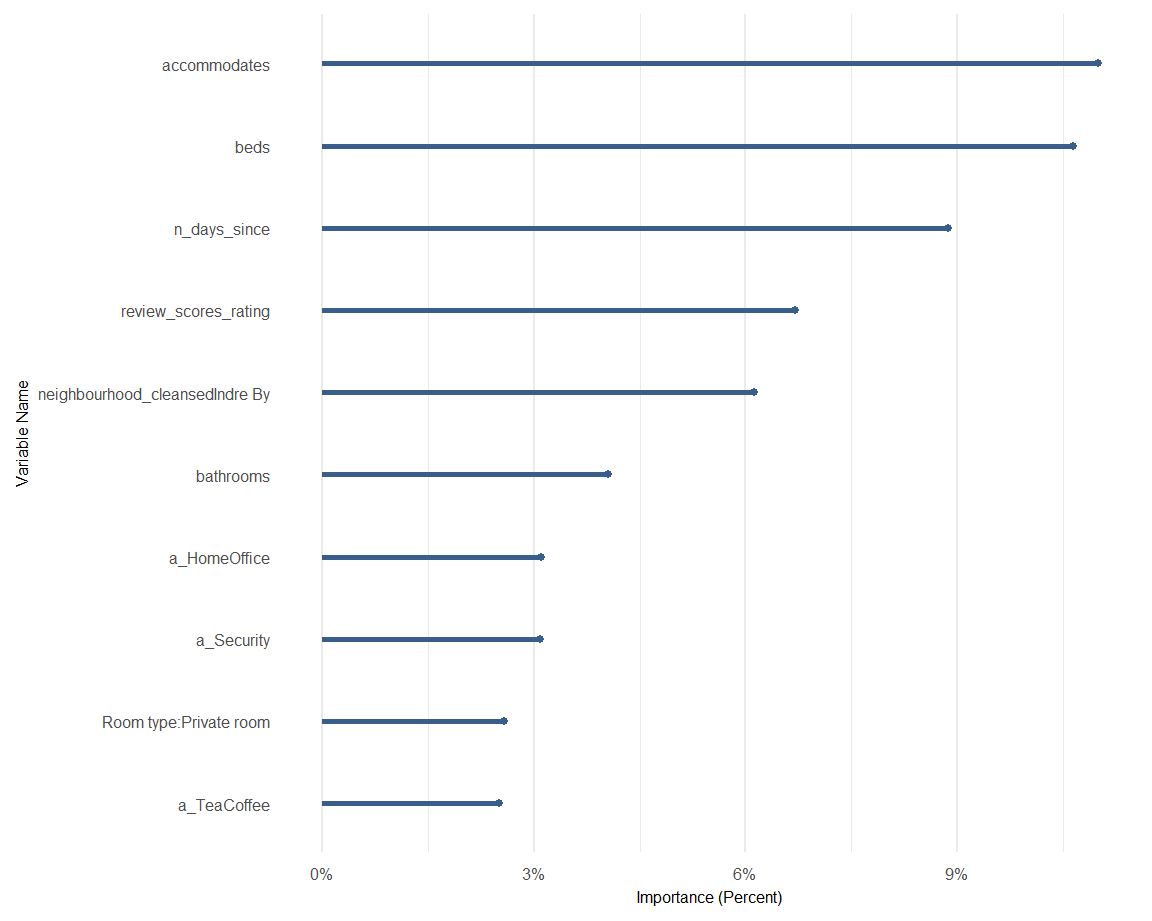 accommodates
beds
n_days_since
review_scores_rating
neighbourhood_cleansedIndre By
bathrooms
a_HomeOffice
a_Security
Room type:Private room
a_TeaCoffee
Variable Name
0% 3% 6% 9%
Importance (Percent)